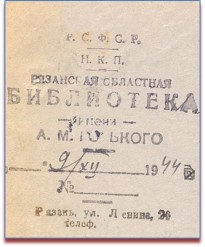 Р. С. Ф. С. Р.
Н. К. П.
РЯЗАНСКАЯ ОБЛАСТНАЯ
БИБЛИОТЕКА
имени
А. М. ГОРЬКОГО
„ 9/XII 1944 г
№
Рязань, ул. Ленина, 24
телеф.